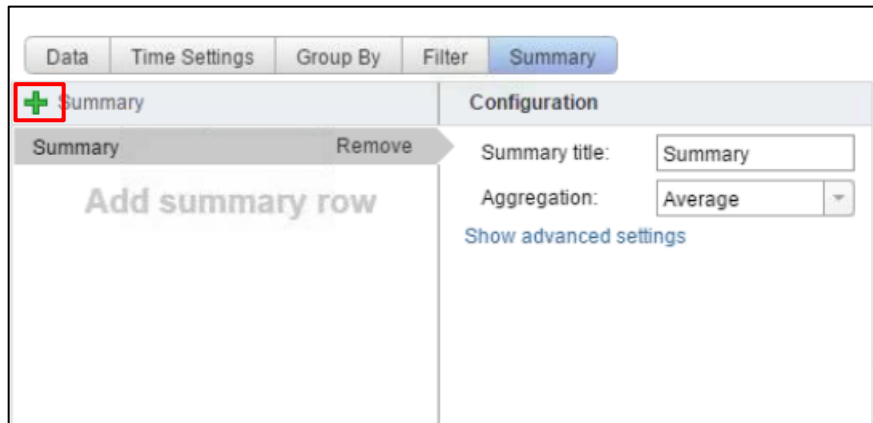 Data Time Settings Group By Filter Summary
Summary
Configuration
Summary Remove
Summary title: Summary
Add summary row
Aggregation: Average
Show advanced settings